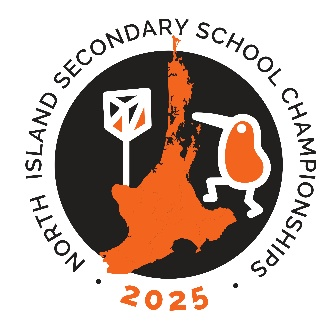 NORTH ISLAND SECONDARY SCHOOL CHAMPIONSHIPS
• 2025 •